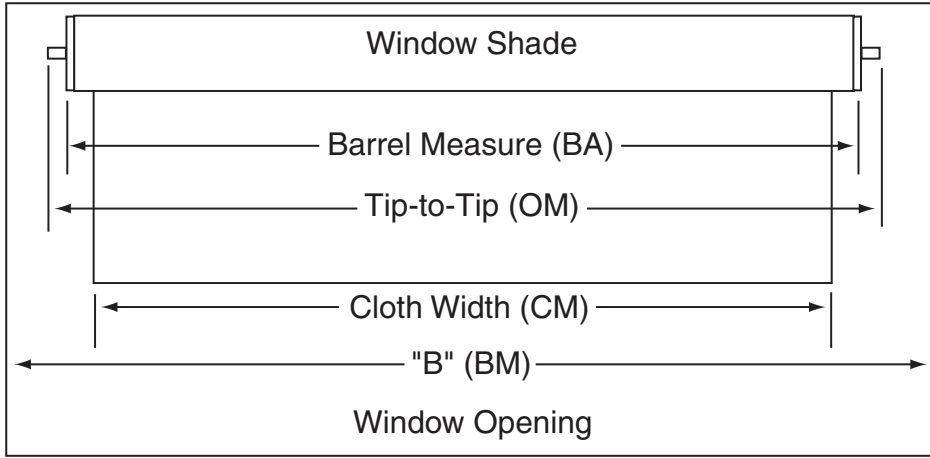 Window Shade
Barrel Measure (BA)
Tip-to-Tip (OM)
Cloth Width (CM)
"B" (BM)
Window Opening